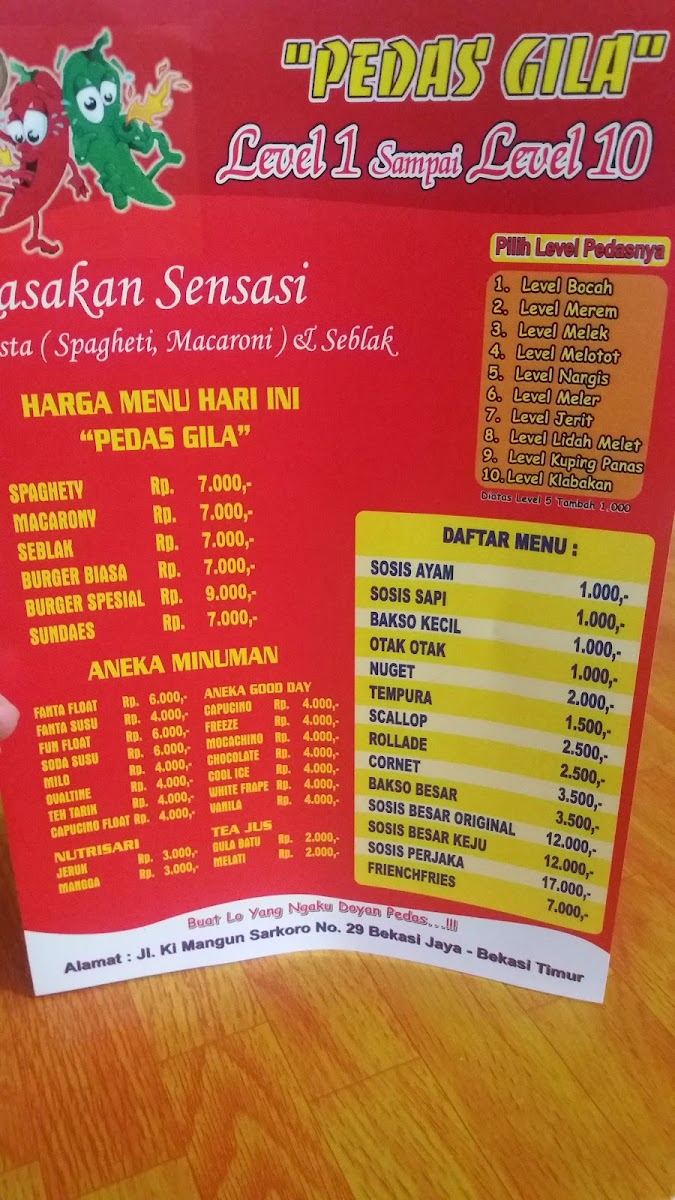 "PEDAS GILA"
Level 1 Sampai Level 10
Pilih Level Pedasnya
1. Level Bocah
2. Level Merem
3. Level Melek
4. Level Melotot
5. Level Nargis
6. Level Meler
7. Level Jerit
8. Level Lidah Melet
9. Level Kuping Panas
10. Level Klabakan
Diatas Level 5 Tambah 1,000
asakan Sensasi
sta ( Spagheti, Macaroni ) & Seblak
HARGA MENU HARI INI
"PEDAS GILA"
SPAGHETY Rp. 7.000,-
MACARONY Rp. 7.000,-
SEBLAK Rp. 7.000,-
BURGER BIASA Rp. 7.000,-
BURGER SPESIAL Rp. 9.000,-
SUNDAES Rp. 7.000,-
ANEKA MINUMAN
FANTA FLOAT Rp. 6.000,-
FANTA SUSU Rp. 4.000,-
FUN FLOAT Rp. 6.000,-
SODA SUSU Rp. 6.000,-
MILO Rp. 4.000,-
OVALTINE Rp. 4.000,-
TEH TARIK Rp. 4.000,-
CAPUCINO FLOAT Rp. 4.000,-
NUTRISARI
JERUK Rp. 3.000,-
MANGGA Rp. 3.000,-
ANEKA GOOD DAY
CAPUCINO Rp. 4.000,-
FREEZE Rp. 4.000,-
MOCACHINO Rp. 4.000,-
CHOCOLATE Rp. 4.000,-
COOL ICE Rp. 4.000,-
WHITE FRAPE Rp. 4.000,-
VANILA Rp. 4.000,-
TEA JUS
GULA BATU Rp. 2.000,-
MELATI Rp. 2.000,-
DAFTAR MENU :
SOSIS AYAM 1.000,-
SOSIS SAPI 1.000,-
BAKSO KECIL 1.000,-
OTAK OTAK 1.000,-
NUGET 2.000,-
TEMPURA 1.500,-
SCALLOP 2.500,-
ROLLADE 2.500,-
CORNET 3.500,-
BAKSO BESAR 3.500,-
SOSIS BESAR ORIGINAL 12.000,-
SOSIS BESAR KEJU 12.000,-
SOSIS PERJAKA 17.000,-
FRIENCHFRIES 7.000,-
Buat Lo Yang Ngaku Doyan Pedas...!!!
Alamat : Jl. Ki Mangun Sarkoro No. 29 Bekasi Jaya - Bekasi Timur